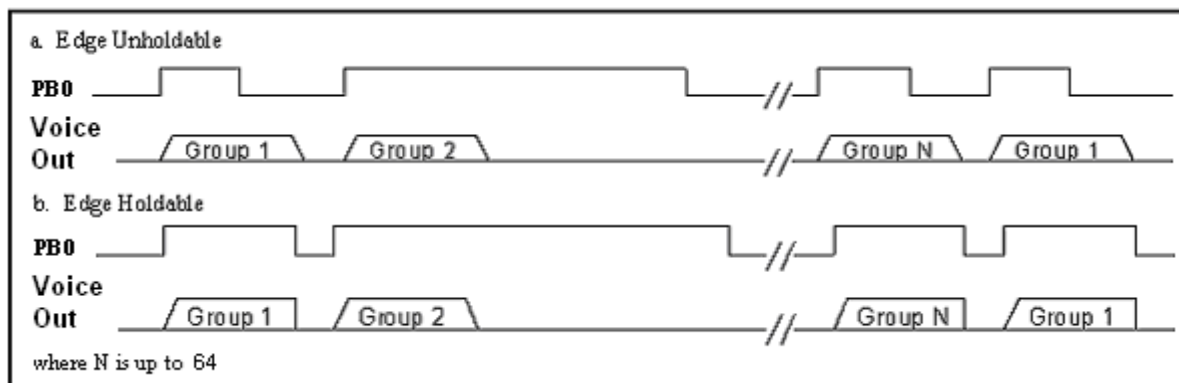 a. Edge Unholdable
PB0
Voice
Out
Group 1
Group 2
//
Group N
Group 1
b. Edge Holdable
PB0
Voice
Out
Group 1
Group 2
Group N
Group 1
where N is up to 64